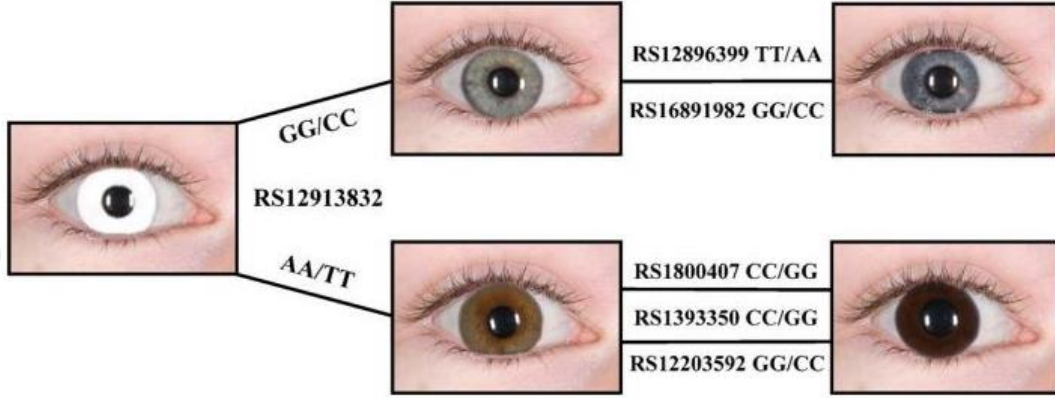 GG/CC
RS12913832
AA/TT
RS12896399 TT/AA
RS16891982 GG/CC
RS1800407 CC/GG
RS1393350 CC/GG
RS12203592 GG/CC